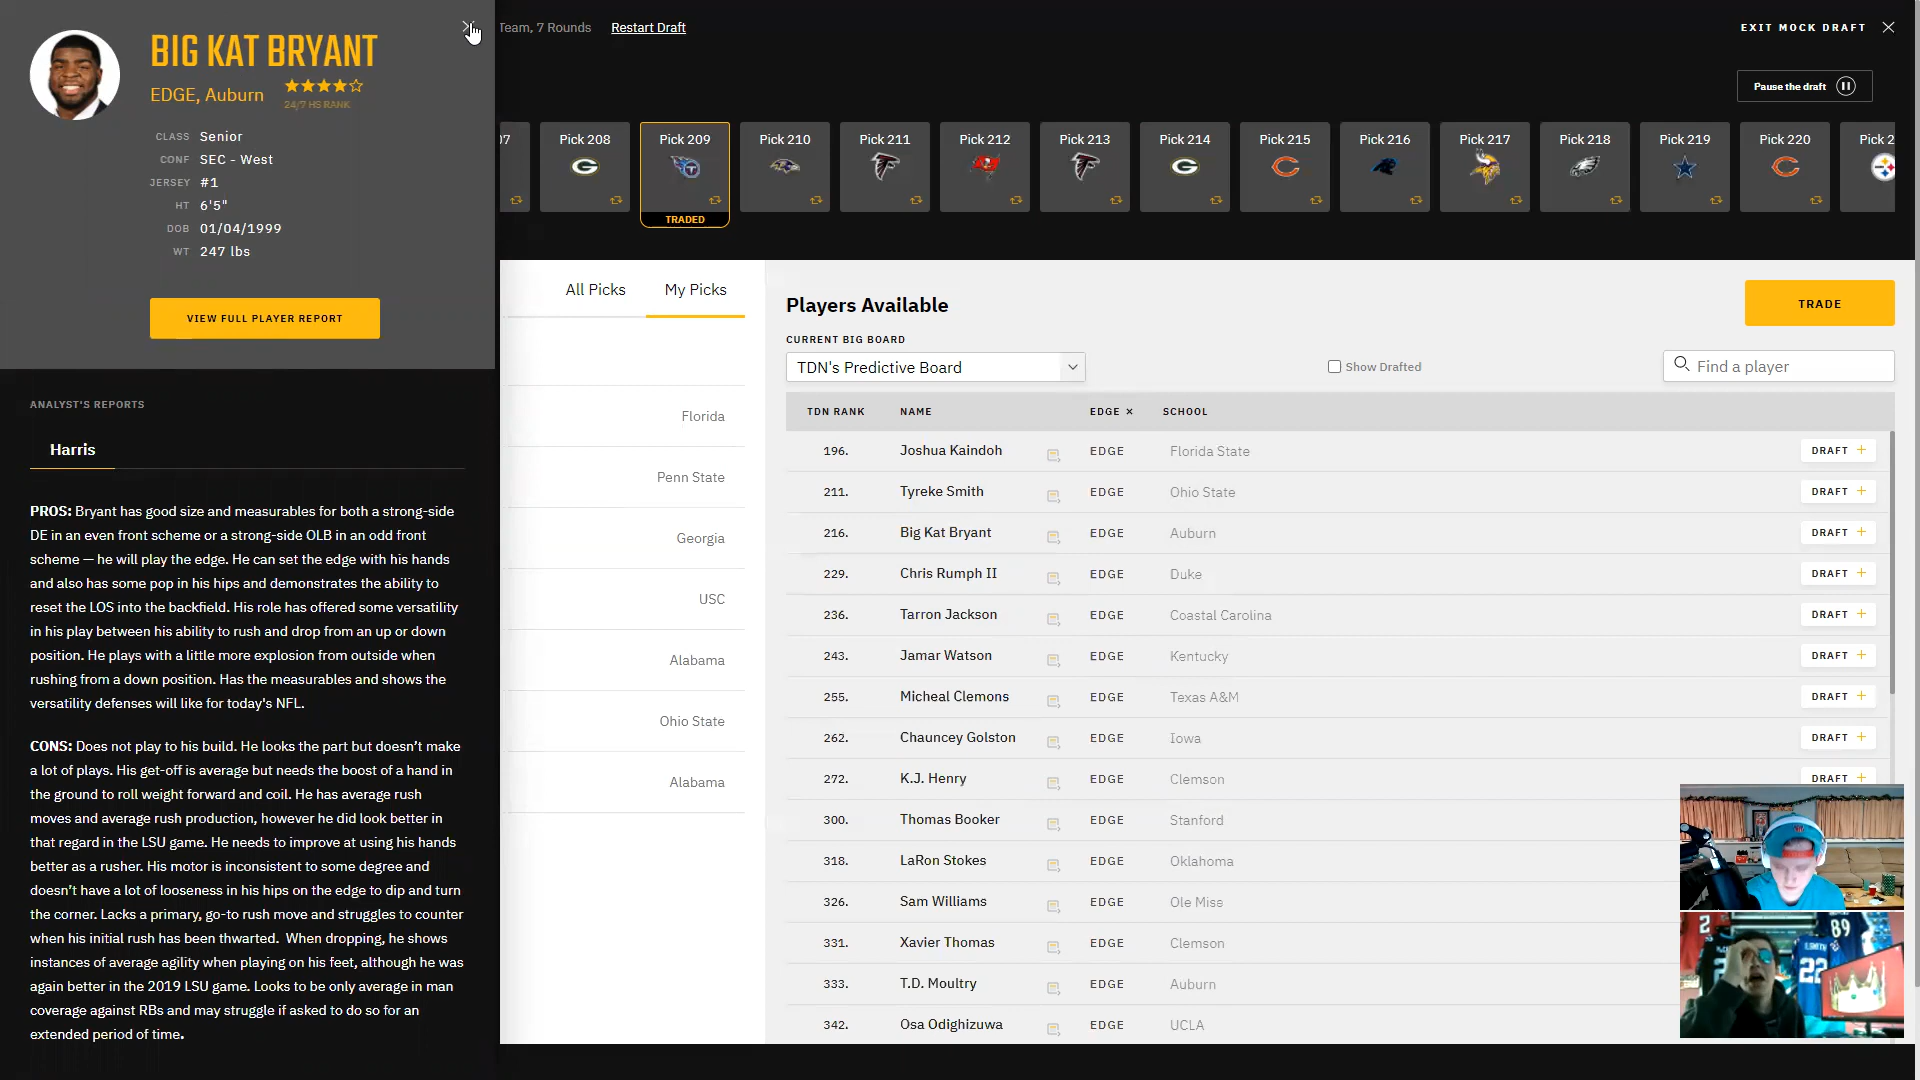 BIG KAT BRYANT
EDGE, Auburn
24/7 HS RANK
CLASS Senior
CONF SEC - West
JERSEY #1
HT 6'5"
DOB 01/04/1999
WT 247 lbs
VIEW FULL PLAYER REPORT
ANALYST'S REPORTS
Harris
PROS: Bryant has good size and measurables for both a strong-side
DE in an even front scheme or a strong-side OLB in an odd front
scheme — he will play the edge. He can set the edge with his hands
and also has some pop in his hips and demonstrates the ability to
reset the LOS into the backfield. His role has offered some versatility
in his play between his ability to rush and drop from an up or down
position. He plays with a little more explosion from outside when
rushing from a down position. Has the measurables and shows the
versatility defenses will like for today's NFL.
CONS: Does not play to his build. He looks the part but doesn't make
a lot of plays. His get-off is average but needs the boost of a hand in
the ground to roll weight forward and coil. He has average rush
moves and average rush production, however he did look better in
that regard in the LSU game. He needs to improve at using his hands
better as a rusher. His motor is inconsistent to some degree and
doesn't have a lot of looseness in his hips on the edge to dip and turn
the corner. Lacks a primary, go-to rush move and struggles to counter
when his initial rush has been thwarted. When dropping, he shows
instances of average agility when playing on his feet, although he was
again better in the 2019 LSU game. Looks to be only average in man
coverage against RBs and may struggle if asked to do so for an
extended period of time.
Team, 7 Rounds Restart Draft
EXIT MOCK DRAFT
Pause the draft
07 Pick 208 Pick 209 Pick 210 Pick 211 Pick 212 Pick 213 Pick 214 Pick 215 Pick 216 Pick 217 Pick 218 Pick 219 Pick 220 Pick 2
TRADED
All Picks My Picks
Florida
Penn State
Georgia
USC
Alabama
Ohio State
Alabama
Players Available
TRADE
CURRENT BIG BOARD
TDN's Predictive Board
Show Drafted
Find a player
TDN RANK NAME EDGE × SCHOOL
196. Joshua Kaindoh EDGE Florida State DRAFT +
211. Tyreke Smith EDGE Ohio State DRAFT +
216. Big Kat Bryant EDGE Auburn DRAFT +
229. Chris Rumph II EDGE Duke DRAFT +
236. Tarron Jackson EDGE Coastal Carolina DRAFT +
243. Jamar Watson EDGE Kentucky DRAFT +
255. Micheal Clemons EDGE Texas A&M DRAFT +
262. Chauncey Golston EDGE Iowa DRAFT +
272. K.J. Henry EDGE Clemson DRAFT +
300. Thomas Booker EDGE Stanford
318. LaRon Stokes EDGE Oklahoma
326. Sam Williams EDGE Ole Miss
331. Xavier Thomas EDGE Clemson
333. T.D. Moultry EDGE Auburn
342. Osa Odighizuwa EDGE UCLA
2
89
22